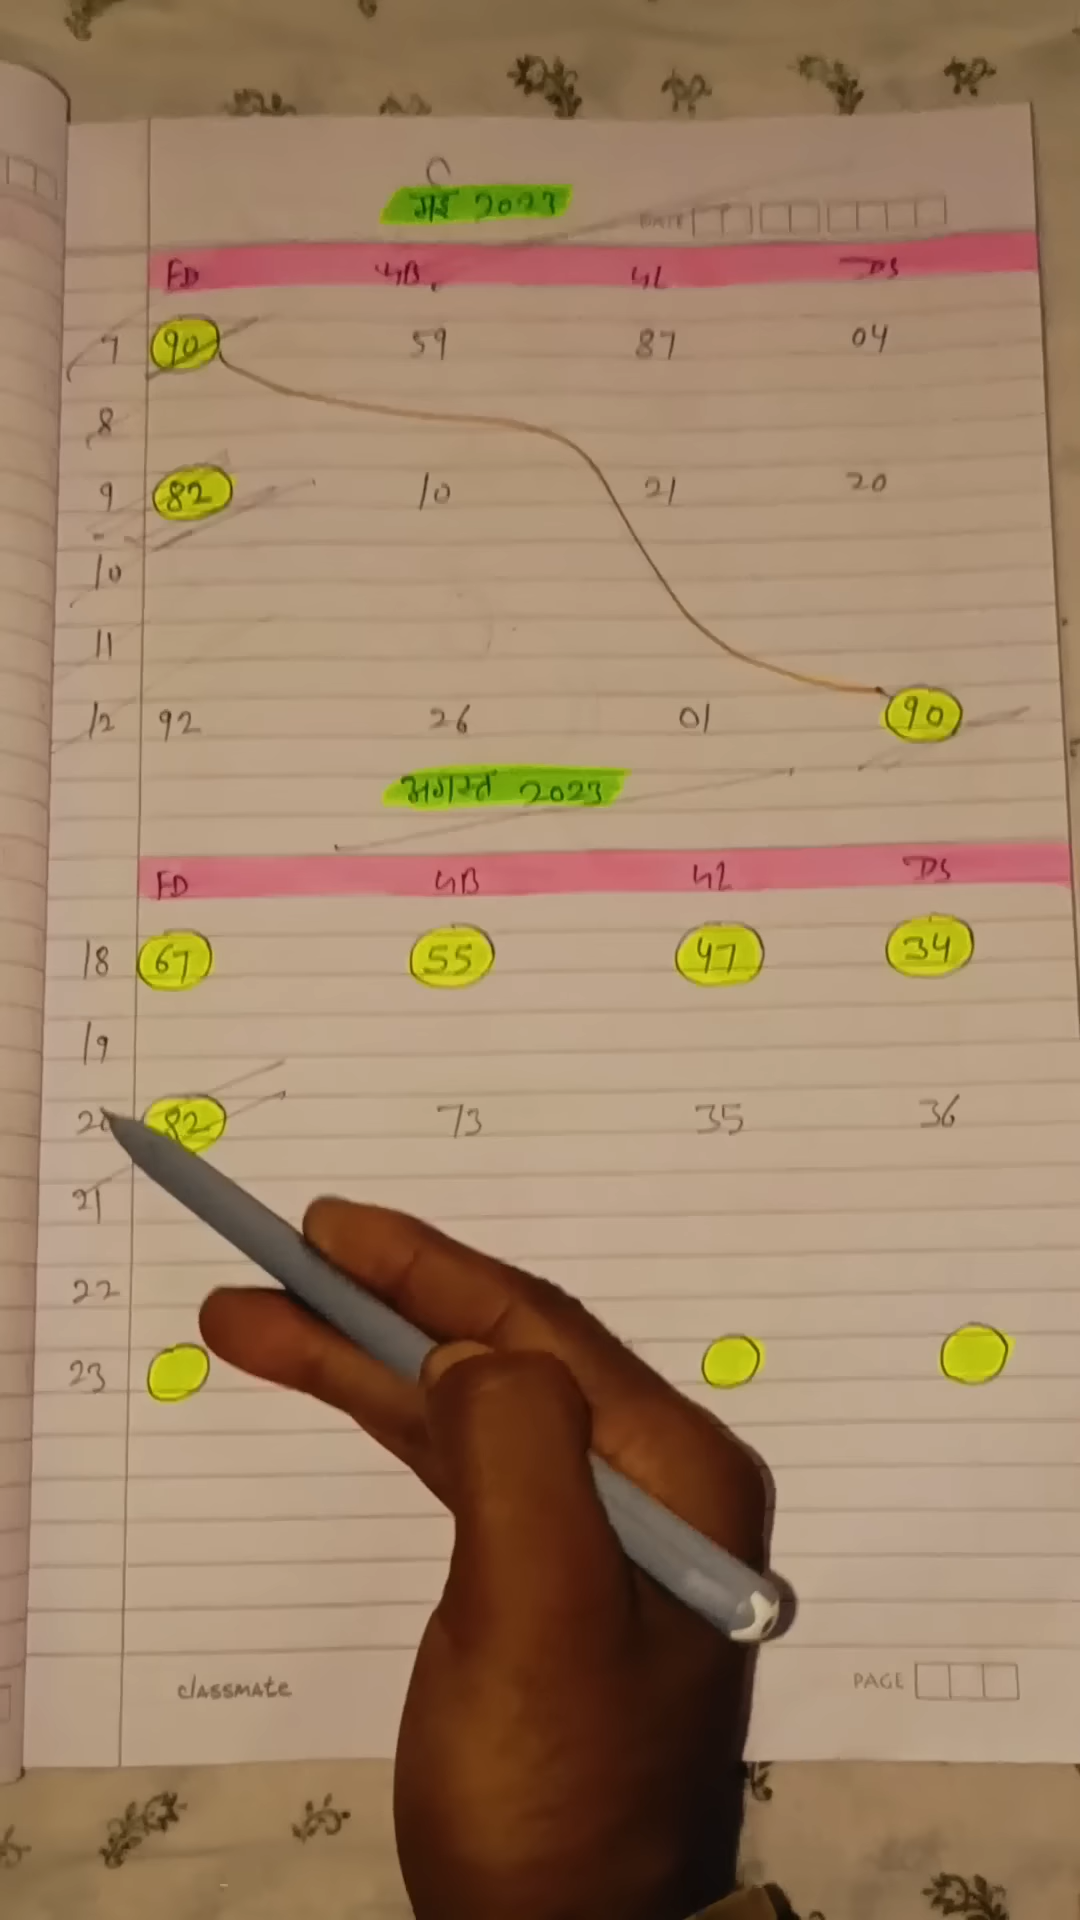 मई 2023
DATE
FD GB. GL DS
7 90 59 87 04
8
9 82 10 21 20
10
11
12 92 26 01 90
अगस्त 2023
FD GB GL DS
18 67 55 47 34
19
20 82 73 35 36
21
22
23
classmate
PAGE